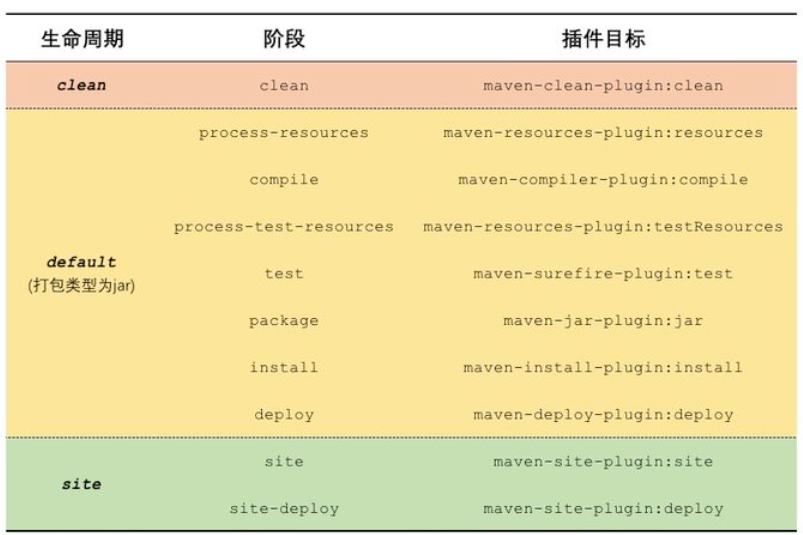 生命周期 阶段 插件目标
clean clean maven-clean-plugin:clean
process-resources maven-resources-plugin:resources
compile maven-compiler-plugin:compile
process-test-resources maven-resources-plugin:testResources
default
(打包类型为jar)
test maven-surefire-plugin:test
package maven-jar-plugin:jar
install maven-install-plugin:install
deploy maven-deploy-plugin:deploy
site
site maven-site-plugin:site
site-deploy maven-site-plugin:deploy